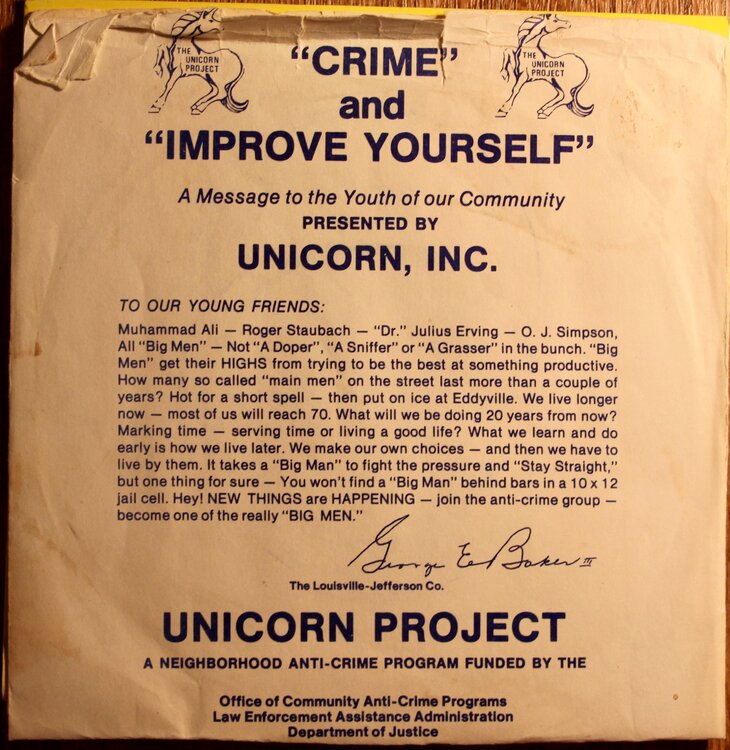 THE
UNICORN
PROJECT
THE
UNICORN
PROJECT
"CRIME"
and
"IMPROVE YOURSELF"
A Message to the Youth of our Community
PRESENTED BY
UNICORN, INC.
TO OUR YOUNG FRIENDS:
Muhammad Ali — Roger Staubach — "Dr." Julius Erving — O. J. Simpson,
All "Big Men" — Not "A Doper", "A Sniffer" or "A Grasser" in the bunch. "Big
Men" get their HIGHS from trying to be the best at something productive.
How many so called "main men" on the street last more than a couple of
years? Hot for a short spell — then put on ice at Eddyville. We live longer
now — most of us will reach 70. What will we be doing 20 years from now?
Marking time — serving time or living a good life? What we learn and do
early is how we live later. We make our own choices — and then we have to
live by them. It takes a "Big Man" to fight the pressure and "Stay Straight,"
but one thing for sure — You won't find a "Big Man" behind bars in a 10 x 12
jail cell. Hey! NEW THINGS are HAPPENING — join the anti-crime group —
become one of the really "BIG MEN."
George E Baker III
The Louisville-Jefferson Co.
UNICORN PROJECT
A NEIGHBORHOOD ANTI-CRIME PROGRAM FUNDED BY THE
Office of Community Anti-Crime Programs
Law Enforcement Assistance Administration
Department of Justice